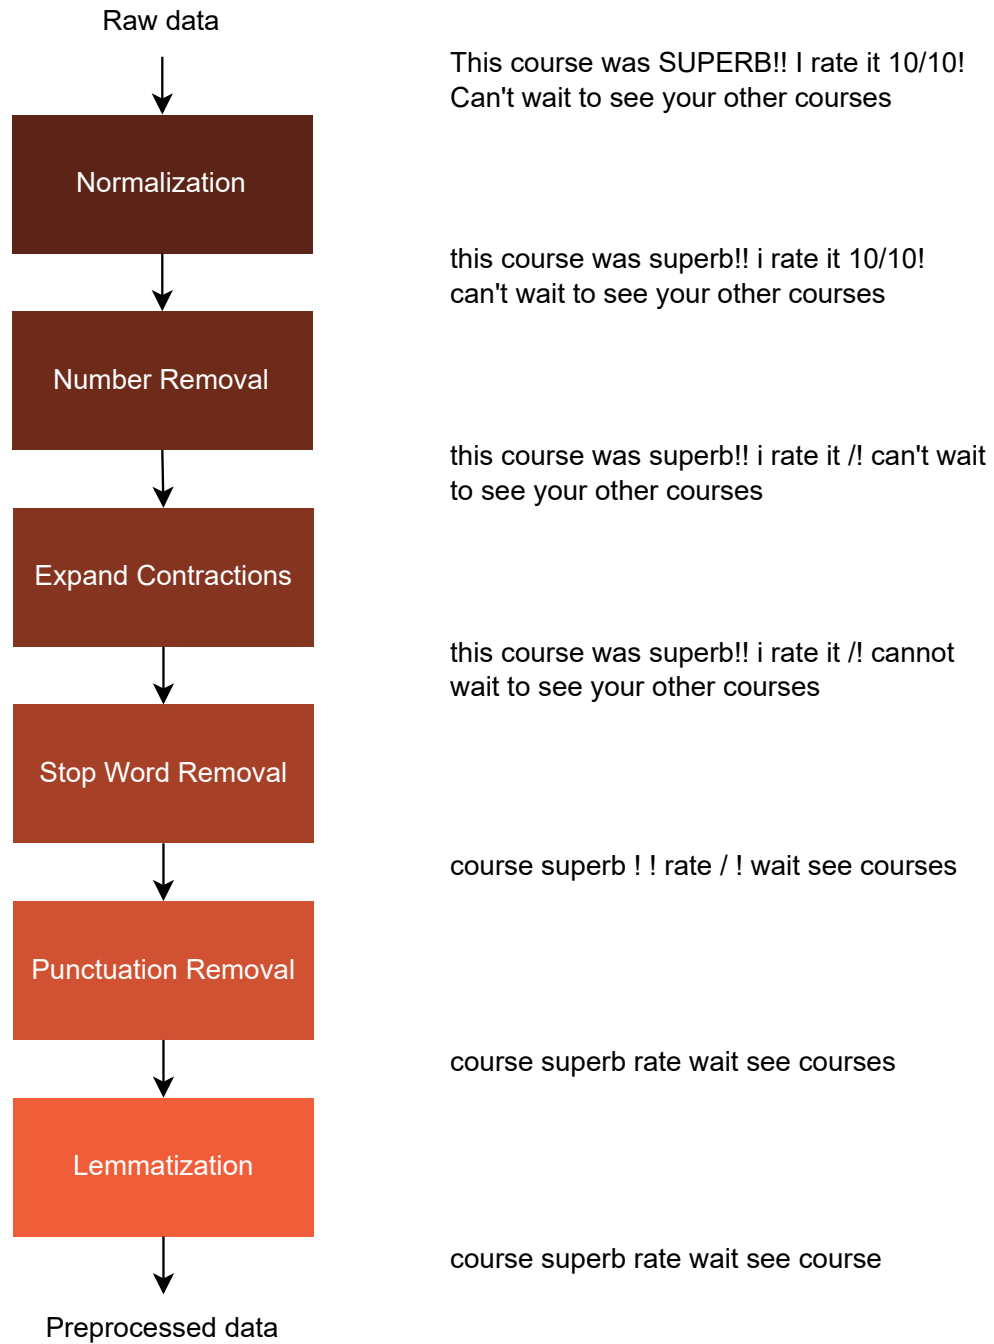 Raw data
This course was SUPERB!! I rate it 10/10!
Can't wait to see your other courses
Normalization
this course was superb!! i rate it 10/10!
can't wait to see your other courses
Number Removal
this course was superb!! i rate it /! can't wait
to see your other courses
Expand Contractions
this course was superb!! i rate it /! cannot
wait to see your other courses
Stop Word Removal
course superb ! ! rate / ! wait see courses
Punctuation Removal
course superb rate wait see courses
Lemmatization
course superb rate wait see course
Preprocessed data